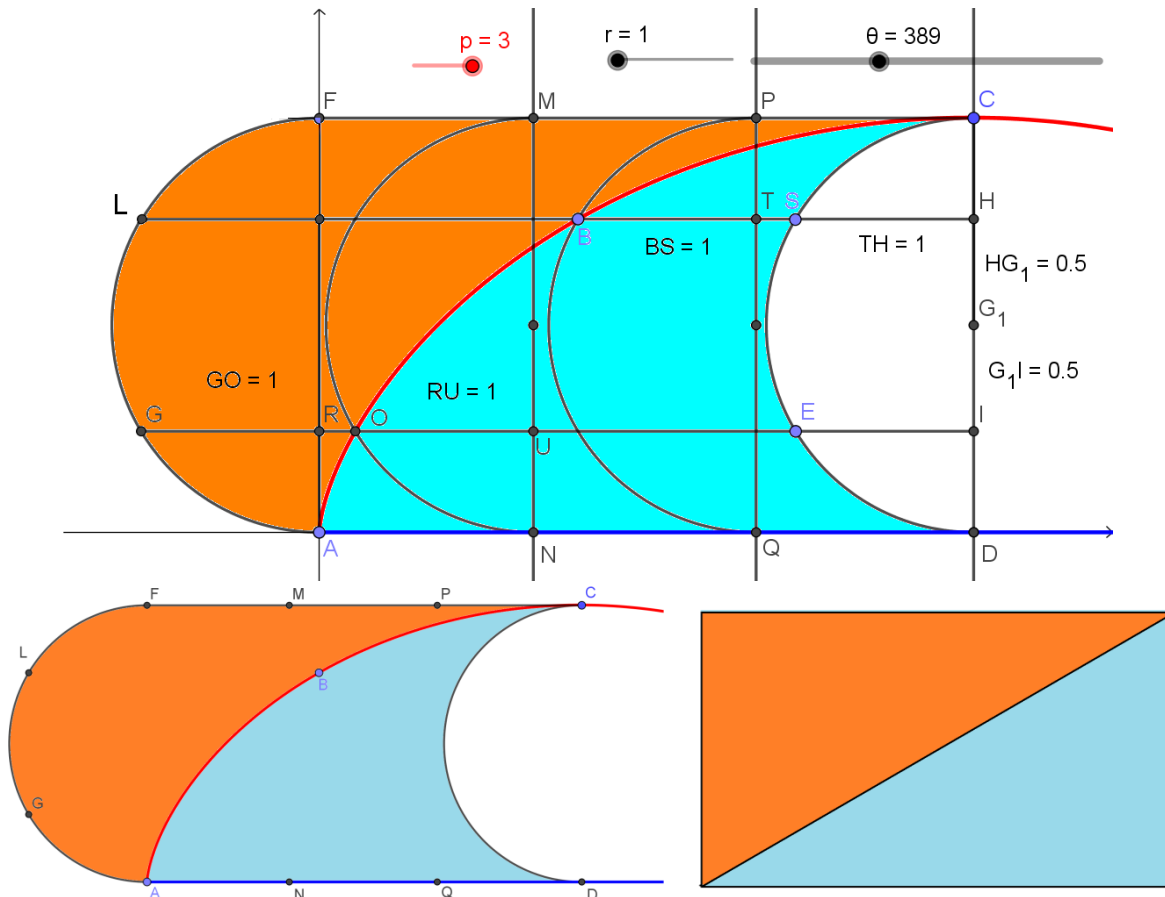 p = 3
r = 1
θ = 389
F M P C
L T S H
B
BS = 1 TH = 1
HG₁ = 0.5
G₁
GO = 1 RU = 1 G₁I = 0.5
G R O E I
U
A N Q D
F M P C
L
B
G
A N Q D